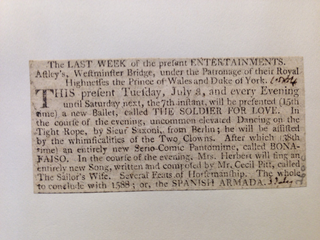 The LAST WEEK of the present ENTERTAINMENTS.
Astley's, Westminster Bridge, under the Patronage of their Royal
Highnesses the Prince of Wales and Duke of York.
THIS present Tuesday, July 3, and every Evening
until Saturday next, the 7th instant, will be presented (15th
time) a new Ballet, called THE SOLDIER FOR LOVE. In
the course of the evening, uncommon elevated Dancing on the
Tight Rope, by Sieur Saxoni, from Berlin; he will be assisted
by the whimsicalities of the Two Clowns. After which (18th
time) an entirely new Serio-Comic Pantomime, called BONA-
FAISO. In the course of the evening, Mrs. Herbert will sing an
entirely new Song, written and composed by Mr. Cecil Pitt, called
The Sailor's Wife. Several Feats of Horsemanship. The whole
to conclude with 1588; or, the SPANISH ARMADA.